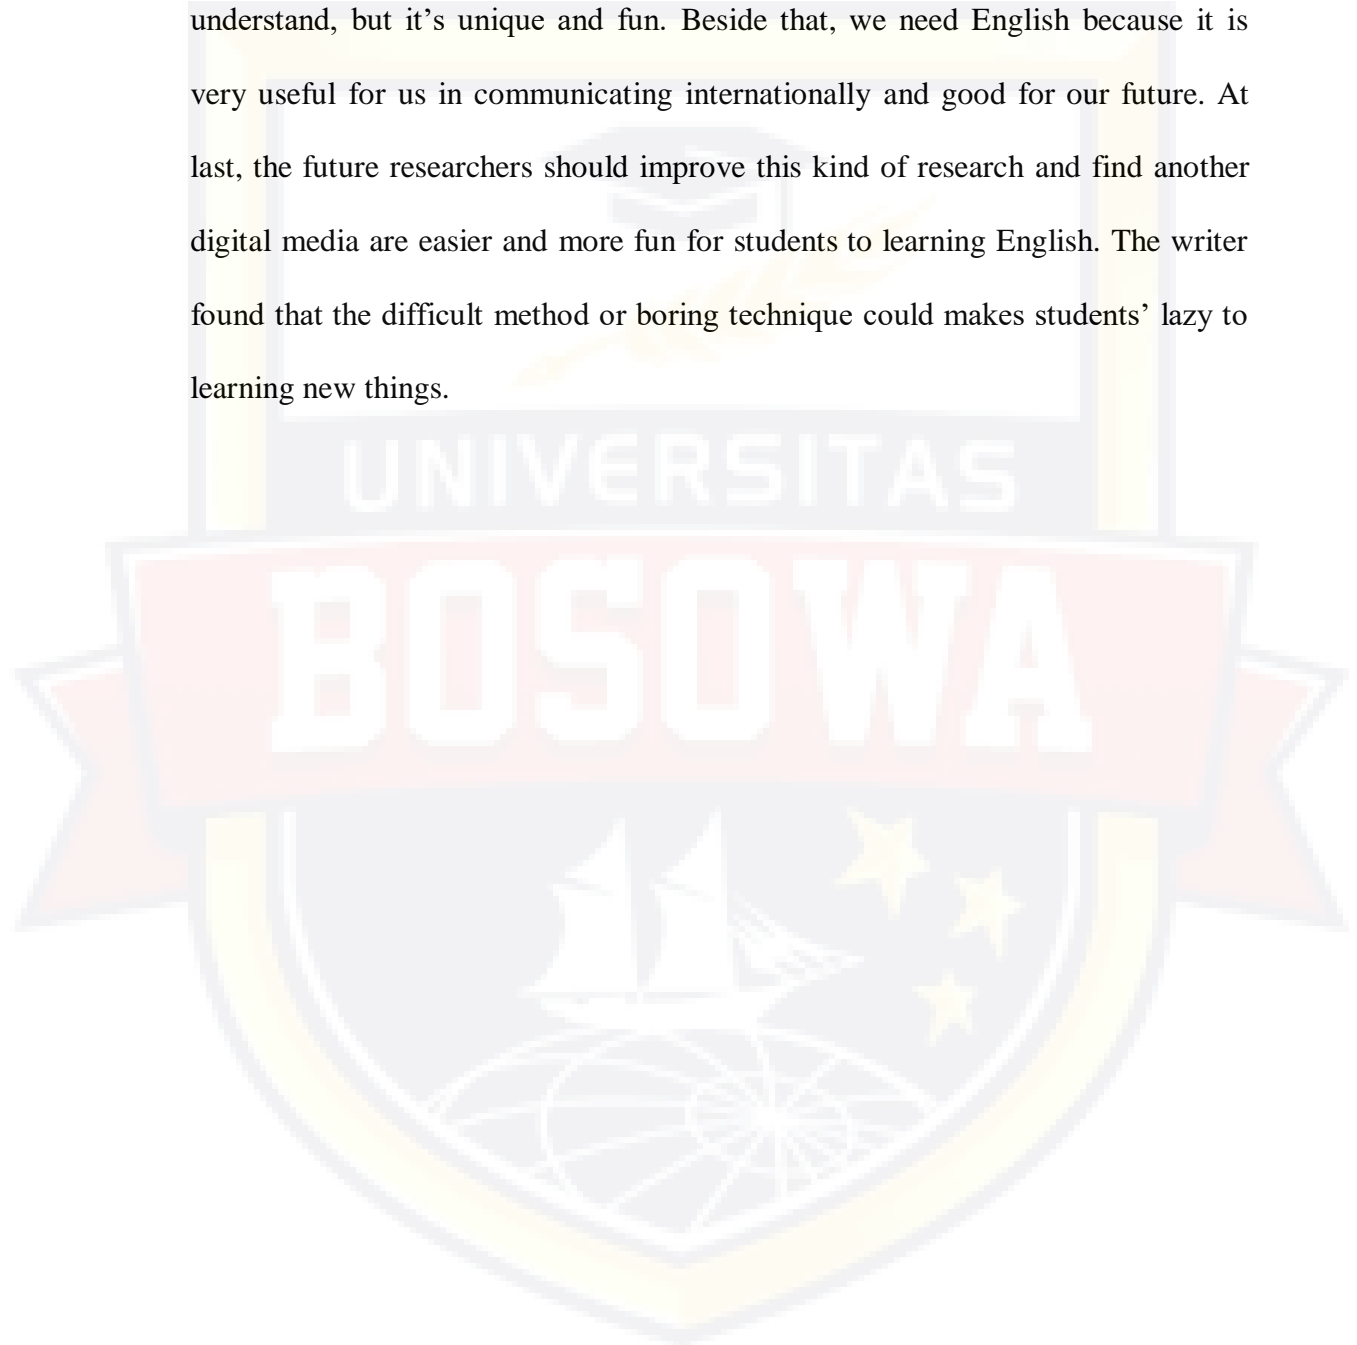 understand, but it’s unique and fun. Beside that, we need English because it is
very useful for us in communicating internationally and good for our future. At
last, the future researchers should improve this kind of research and find another
digital media are easier and more fun for students to learning English. The writer
found that the difficult method or boring technique could makes students’ lazy to
learning new things.
UNIVERSITAS
BOSOWA